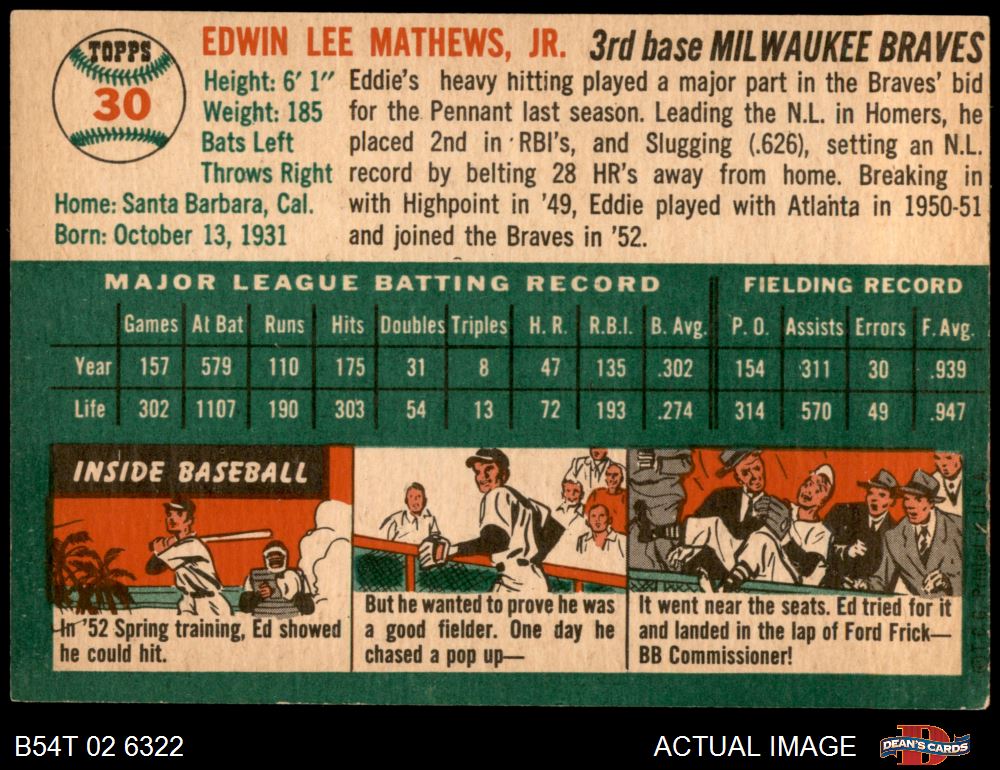 TOPPS
30
EDWIN LEE MATHEWS, JR. 3rd base MILWAUKEE BRAVES
Height: 6' 1"
Weight: 185
Bats Left
Throws Right
Home: Santa Barbara, Cal.
Born: October 13, 1931
Eddie's heavy hitting played a major part in the Braves' bid
for the Pennant last season. Leading the N.L. in Homers, he
placed 2nd in RBI's, and Slugging (.626), setting an N.L.
record by belting 28 HR's away from home. Breaking in
with Highpoint in '49, Eddie played with Atlanta in 1950-51
and joined the Braves in '52.
MAJOR LEAGUE BATTING RECORD FIELDING RECORD
Games At Bat Runs Hits Doubles Triples H. R. R.B.I. B. Avg. P. O. Assists Errors F. Avg.
Year 157 579 110 175 31 8 47 135 .302 154 311 30 .939
Life 302 1107 190 303 54 13 72 193 .274 314 570 49 .947
INSIDE BASEBALL
In '52 Spring training, Ed showed
he could hit.
But he wanted to prove he was
a good fielder. One day he
chased a pop up—
It went near the seats. Ed tried for it
and landed in the lap of Ford Frick—
BB Commissioner!
B54T 02 6322
ACTUAL IMAGE
DEAN'S CARDS